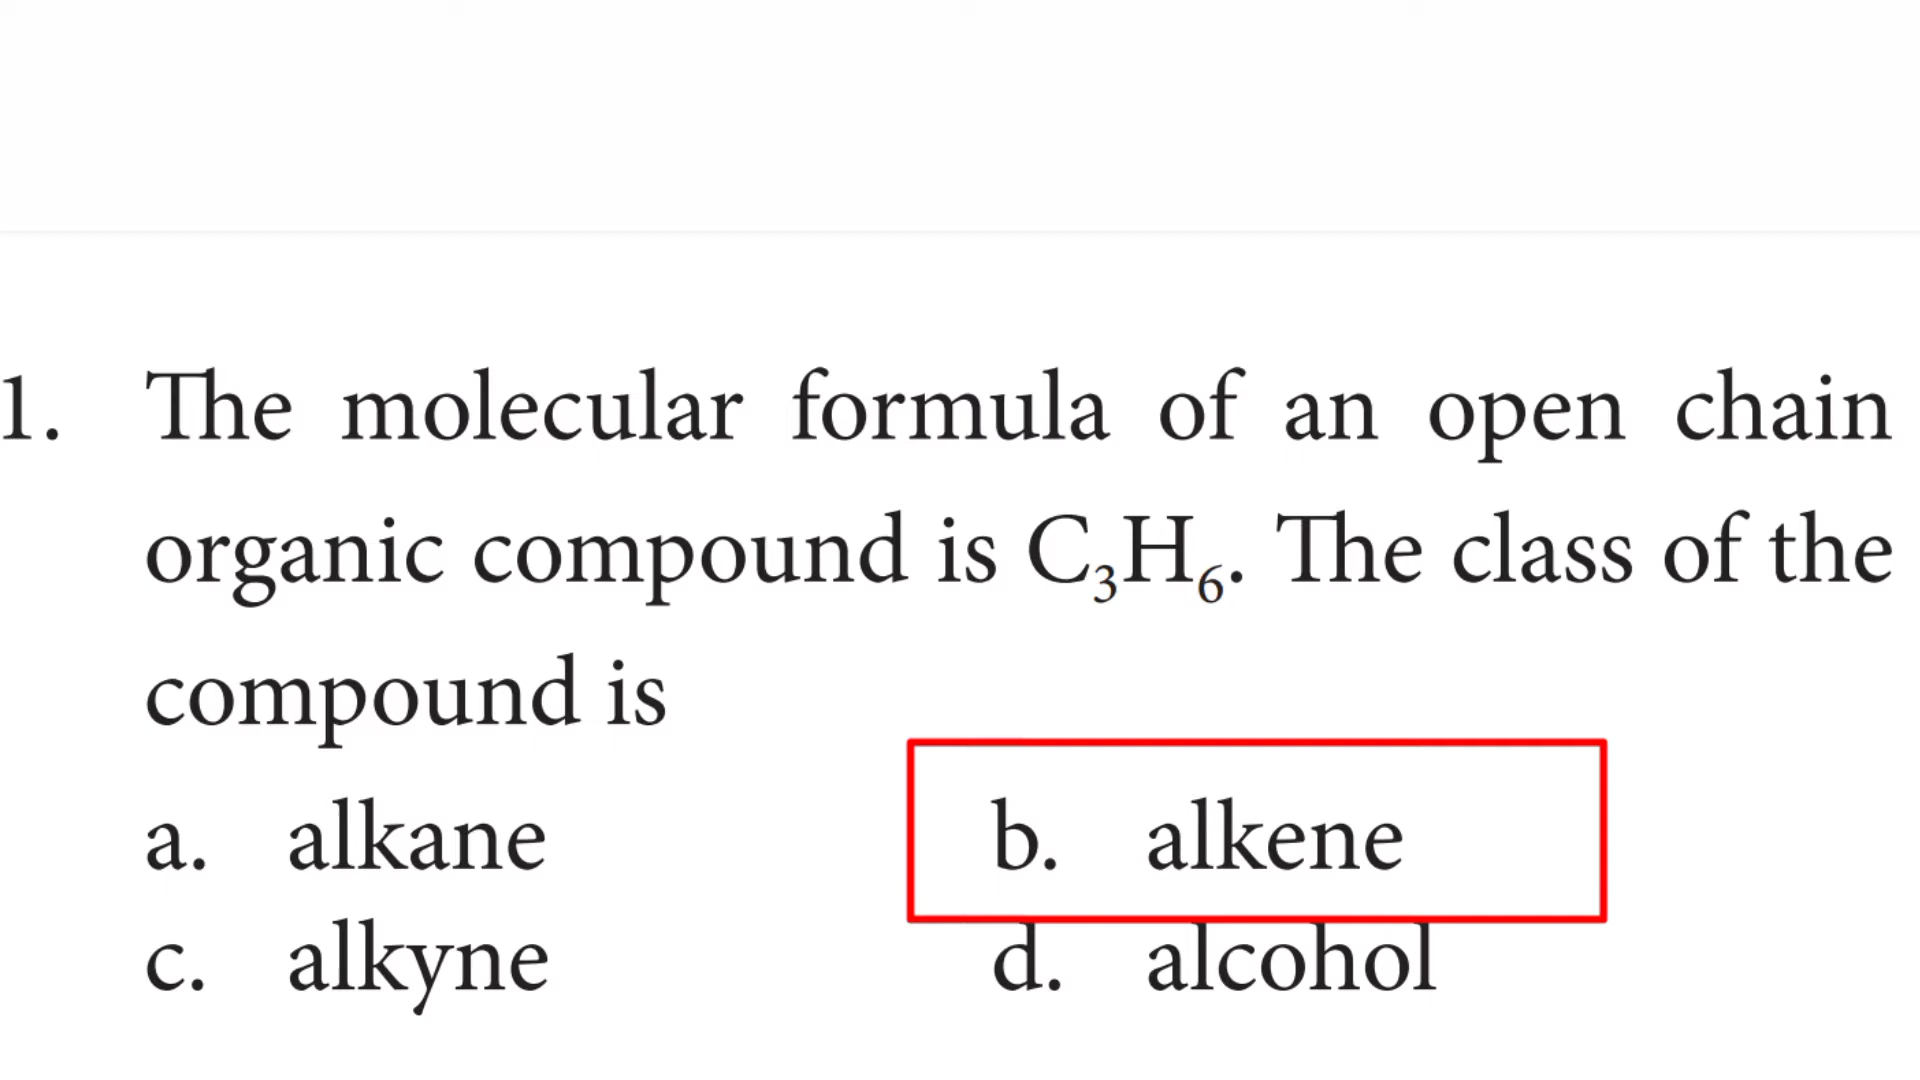 1. The molecular formula of an open chain
organic compound is C₃H₆. The class of the
compound is
a. alkane b. alkene
c. alkyne d. alcohol